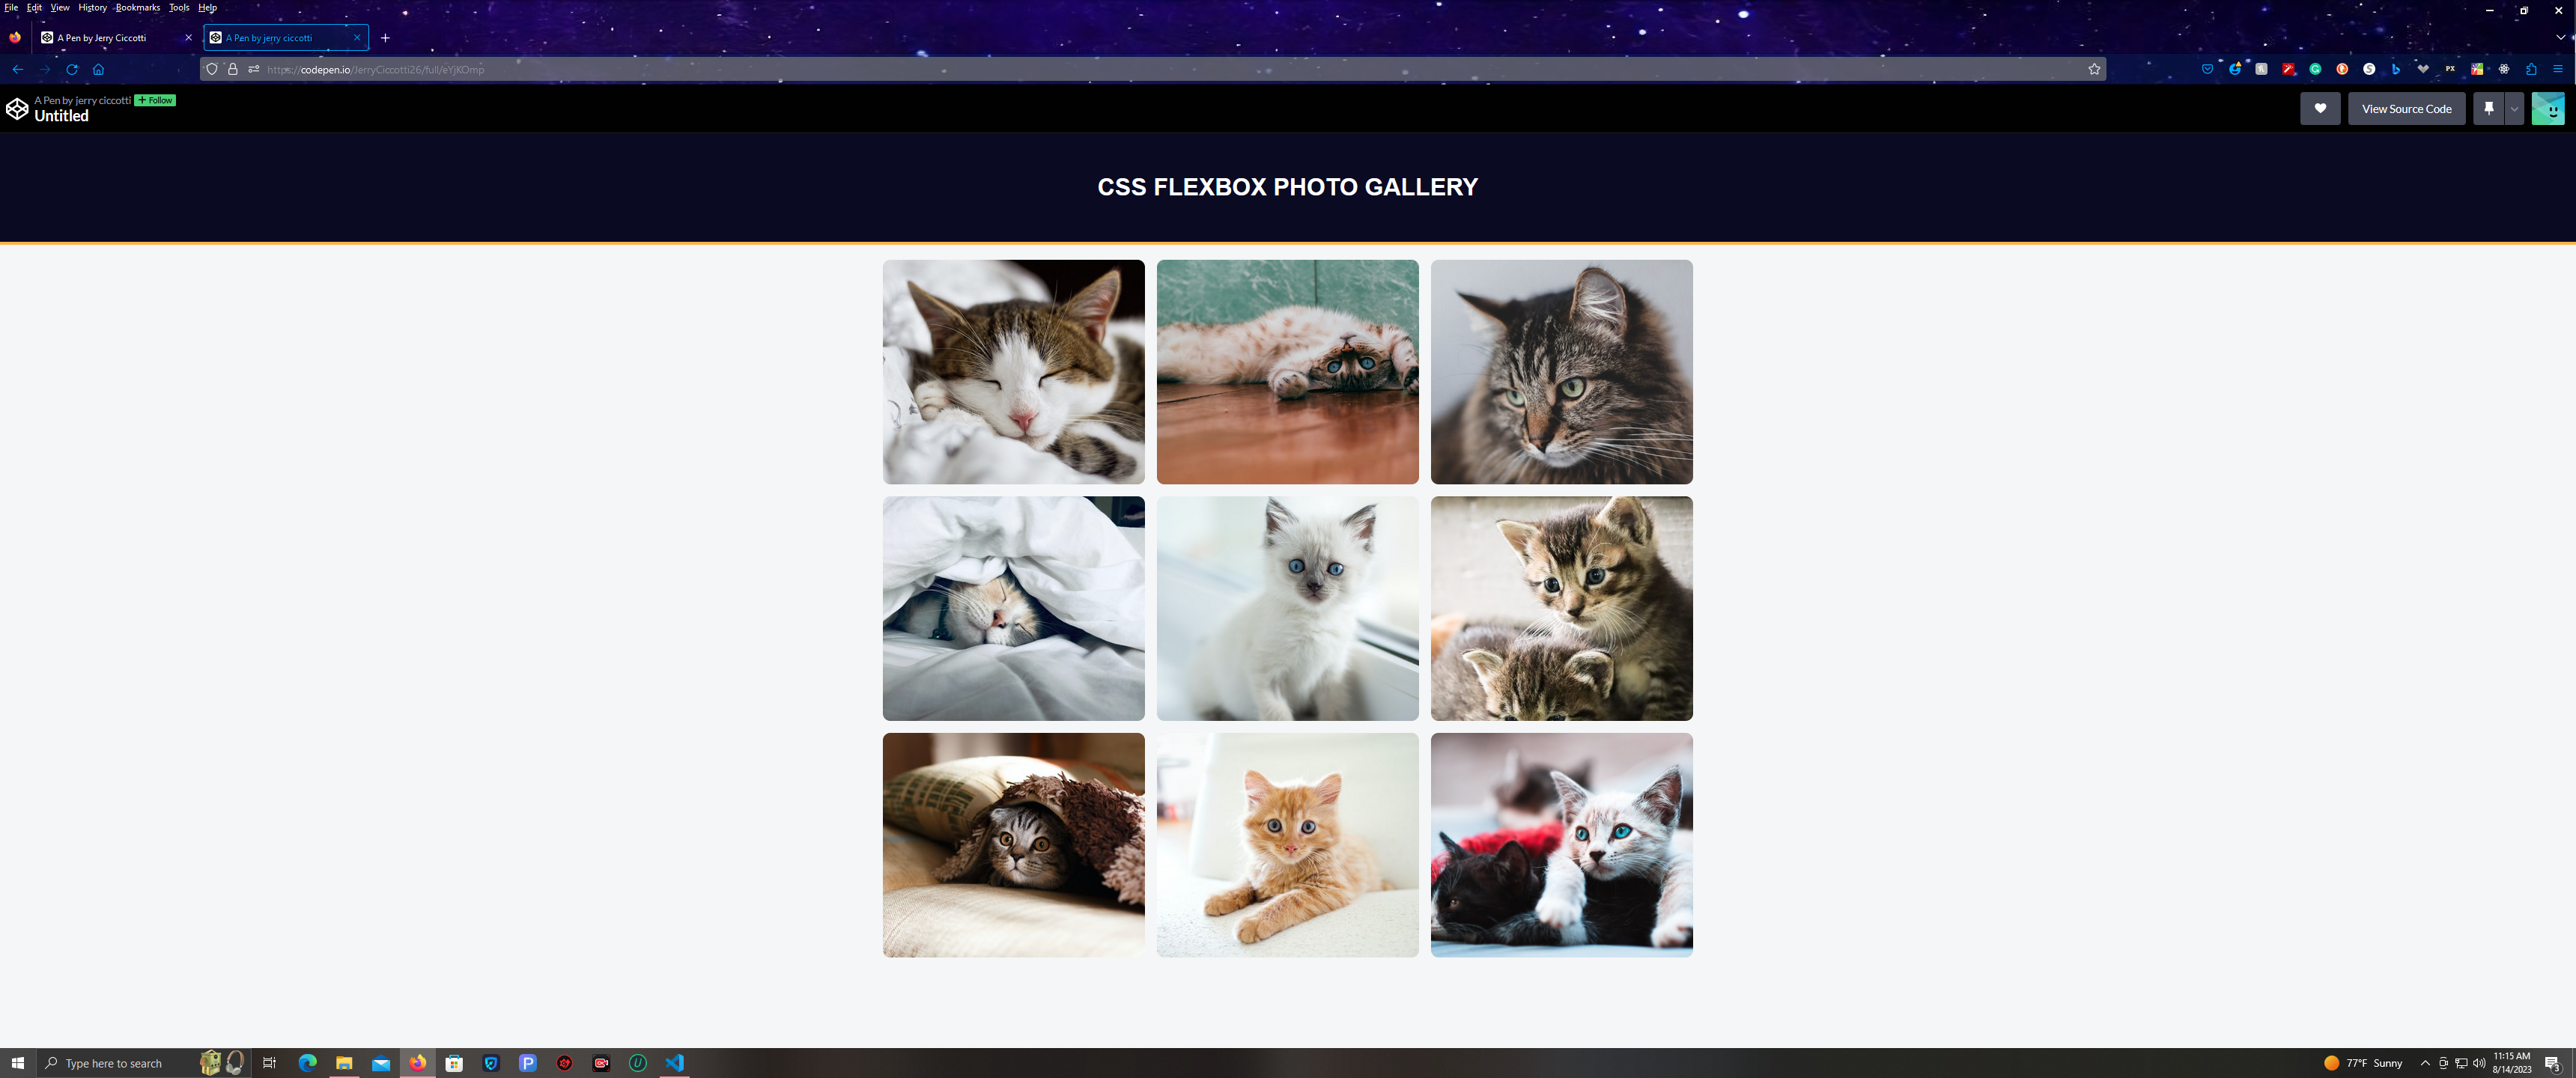 File Edit View History Bookmarks Tools Help
A Pen by Jerry Ciccotti
A Pen by jerry ciccotti
https://codepen.io/JerryCiccotti26/full/eYjKOmp
A Pen by jerry ciccotti + Follow
Untitled
View Source Code
CSS FLEXBOX PHOTO GALLERY
Type here to search
77°F Sunny
11:15 AM
8/14/2023
3